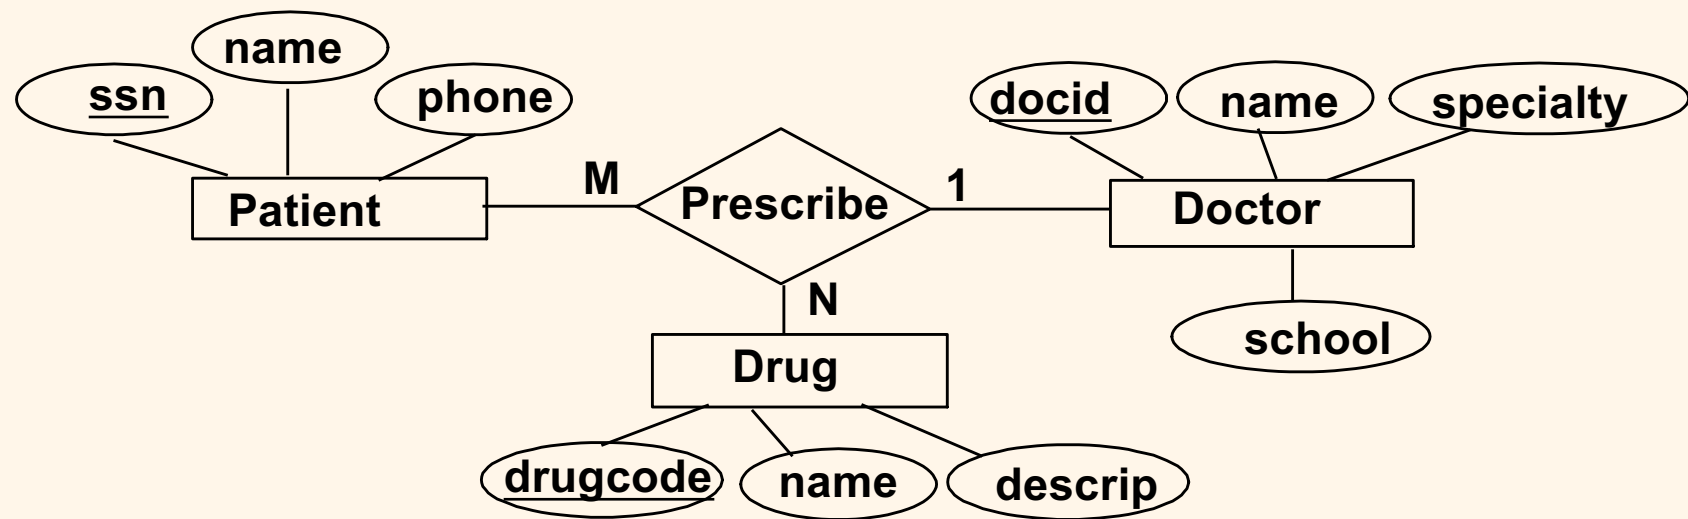 name
ssn
phone
docid
name
specialty
M
1
Prescribe
Patient
Doctor
N
school
Drug
drugcode
name
descrip